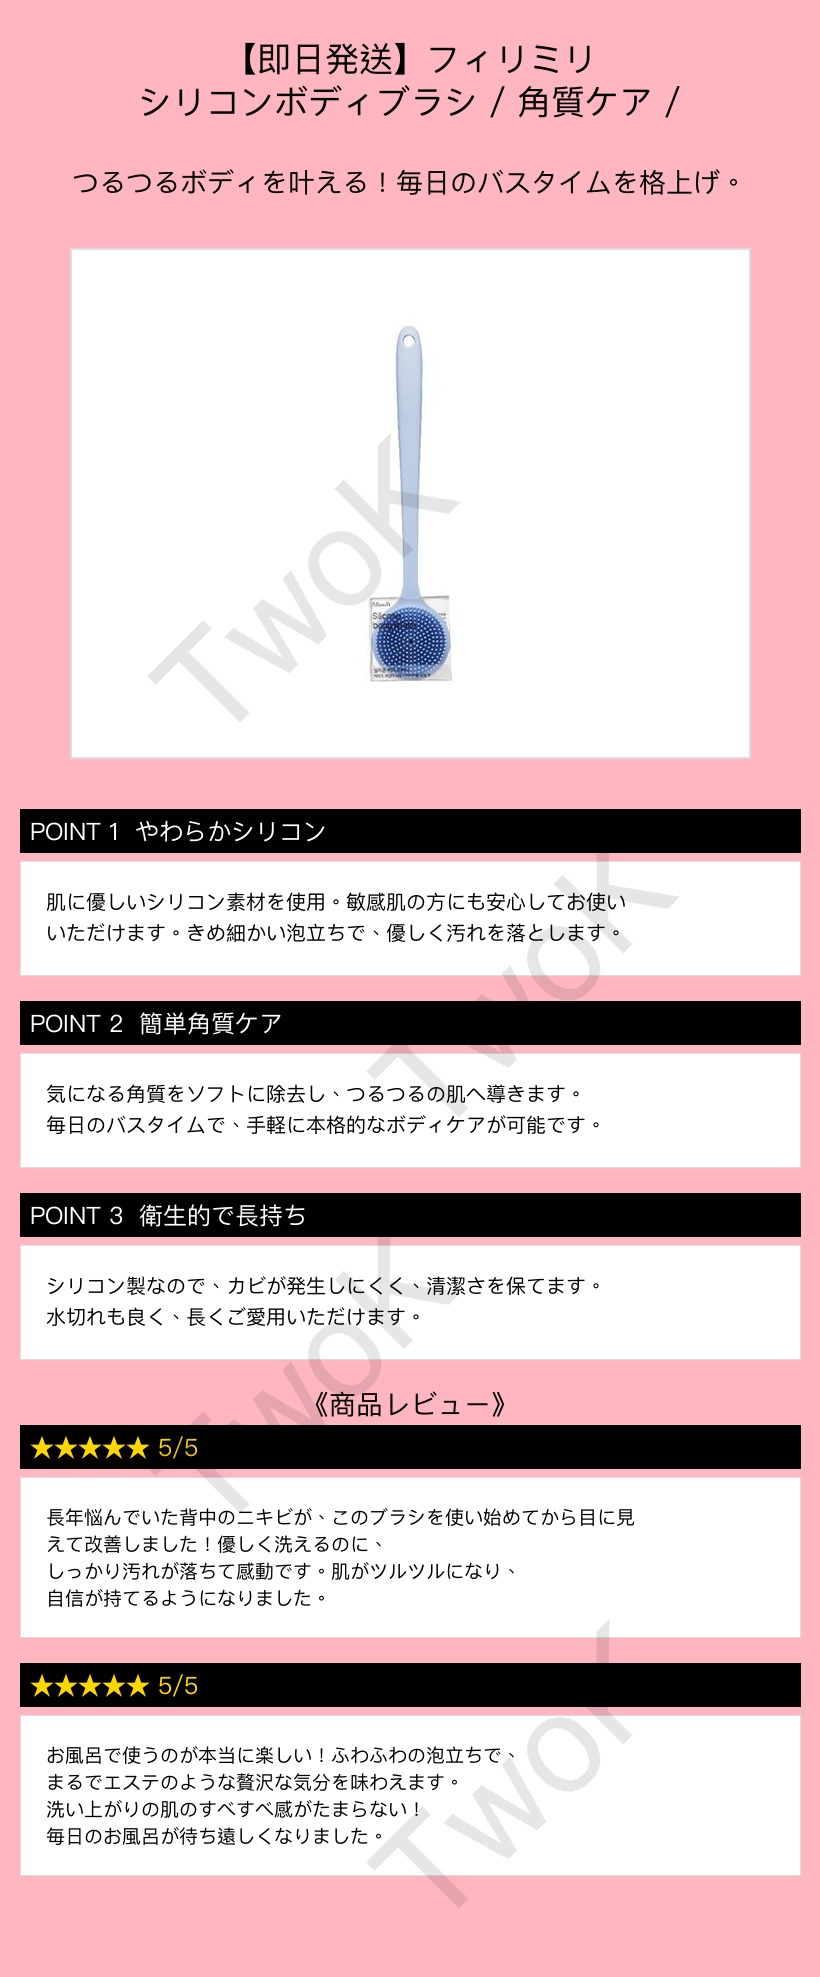 【即日発送】フィリミリ
シリコンボディブラシ / 角質ケア /
つるつるボディを叶える！毎日のバスタイムを格上げ。
TwoK
POINT 1 やわらかシリコン
肌に優しいシリコン素材を使用。敏感肌の方にも安心してお使い
いただけます。きめ細かい泡立ちで、優しく汚れを落とします。
TwoK
POINT 2 簡単角質ケア
気になる角質をソフトに除去し、つるつるの肌へ導きます。
毎日のバスタイムで、手軽に本格的なボディケアが可能です。
POINT 3 衛生的で長持ち
シリコン製なので、カビが発生しにくく、清潔さを保てます。
水切れも良く、長くご愛用いただけます。
TwoK
《商品レビュー》
★★★★★ 5/5
長年悩んでいた背中のニキビが、このブラシを使い始めてから目に見
えて改善しました！優しく洗えるのに、
しっかり汚れが落ちて感動です。肌がツルツルになり、
自信が持てるようになりました。
★★★★★ 5/5
お風呂で使うのが本当に楽しい！ふわふわの泡立ちで、
まるでエステのような贅沢な気分を味わえます。
洗い上がりの肌のすべすべ感がたまらない！
毎日のお風呂が待ち遠しくなりました。
TwoK